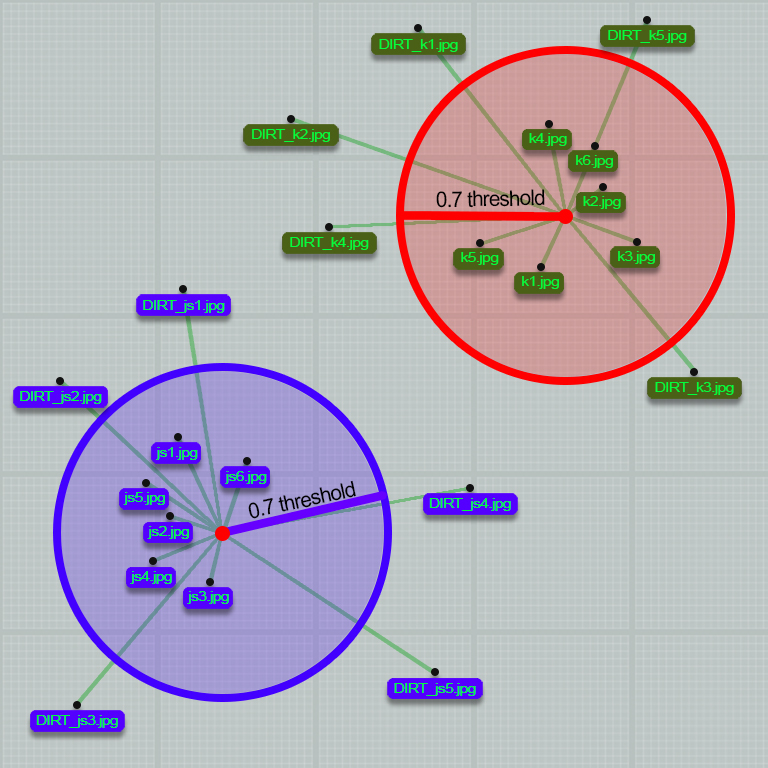 DIRT_k5.jpg
DIRT_k1.jpg
DIRT_k2.jpg
k4.jpg
k6.jpg
0.7 threshold
k2.jpg
DIRT_k4.jpg
k5.jpg
k3.jpg
k1.jpg
DIRT_js1.jpg
DIRT_k3.jpg
DIRT_js2.jpg
js1.jpg
js6.jpg
js5.jpg
0.7 threshold
DIRT_js4.jpg
js2.jpg
js4.jpg
js3.jpg
DIRT_js5.jpg
DIRT_js3.jpg